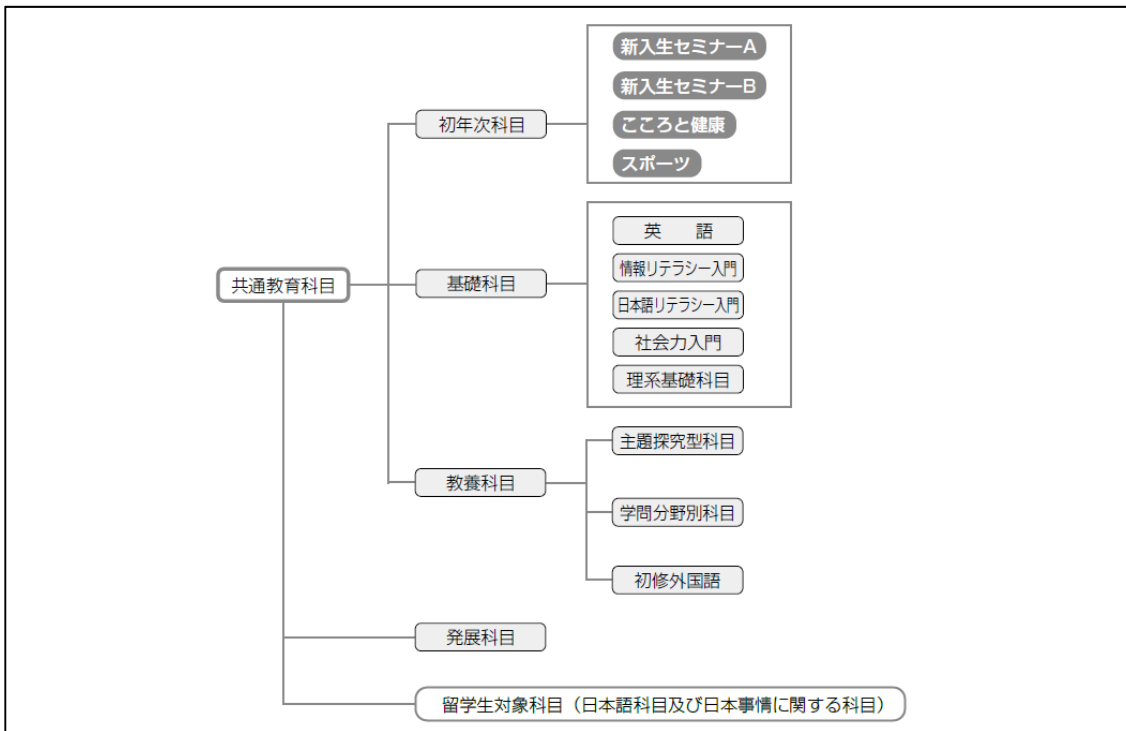 新入生セミナーA
新入生セミナーB
こころと健康
スポーツ
初年次科目
英　　語
情報リテラシー入門
日本語リテラシー入門
社会力入門
理系基礎科目
基礎科目
共通教育科目
主題探究型科目
学問分野別科目
初修外国語
教養科目
発展科目
留学生対象科目（日本語科目及び日本事情に関する科目）